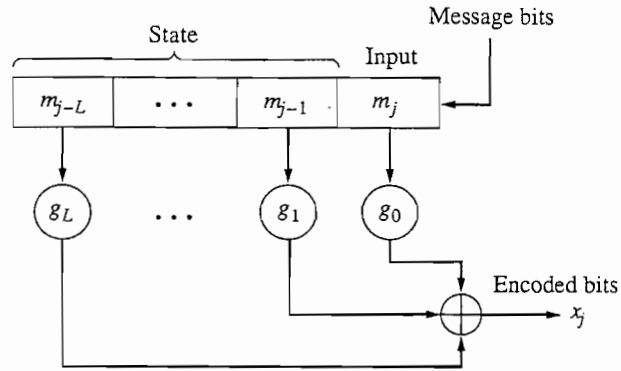 Message bits
State
Input
m_{j-L} ... m_{j-1} m_j
g_L ... g_1 g_0
Encoded bits
x_j